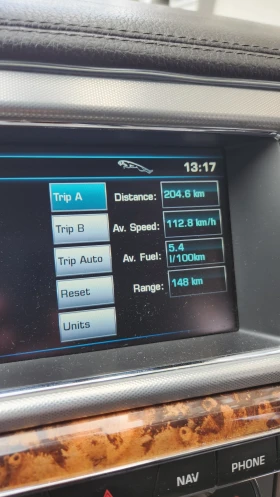 13:17
Trip A Distance: 204.6 km
Trip B Av. Speed: 112.8 km/h
Trip Auto Av. Fuel: 5.4 l/100km
Reset Range: 148 km
Units
NAV PHONE